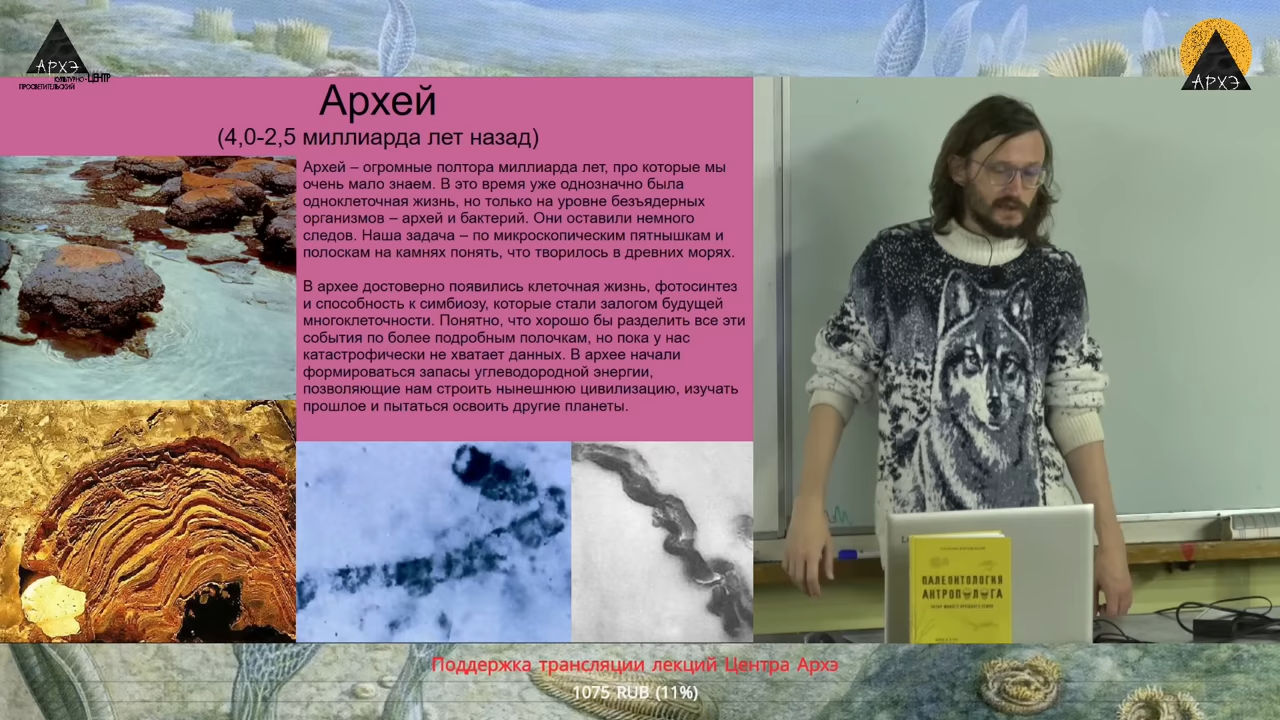 АРХЭ
КУЛЬТУРНО-
ЦЕНТР
ПРОСВЕТИТЕЛЬСКИЙ
АРХЭ
Архей
(4,0-2,5 миллиарда лет назад)
Архей – огромные полтора миллиарда лет, про которые мы
очень мало знаем. В это время уже однозначно была
одноклеточная жизнь, но только на уровне безъядерных
организмов – архей и бактерий. Они оставили немного
следов. Наша задача – по микроскопическим пятнышкам и
полоскам на камнях понять, что творилось в древних морях.
В архее достоверно появились клеточная жизнь, фотосинтез
и способность к симбиозу, которые стали залогом будущей
многоклеточности. Понятно, что хорошо бы разделить все эти
события по более подробным полочкам, но пока у нас
катастрофически не хватает данных. В архее начали
формироваться запасы углеводородной энергии,
позволяющие нам строить нынешнюю цивилизацию, изучать
прошлое и пытаться освоить другие планеты.
ПАЛЕОНТОЛОГИЯ
АНТРОПОЛОГА
Поддержка трансляции лекций Центра Архэ
1075 RUB (11%)